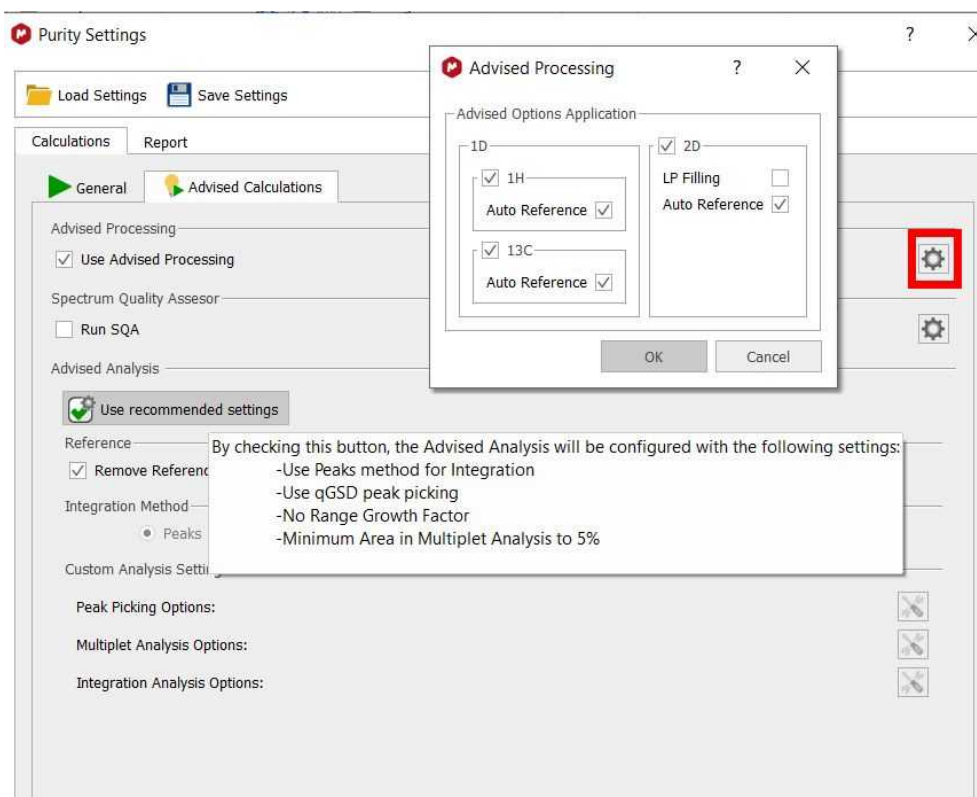 Purity Settings
?
Load Settings Save Settings
Calculations Report
General Advised Calculations
Advised Processing
Use Advised Processing
Spectrum Quality Assesor
Run SQA
Advised Analysis
Use recommended settings
Reference
Remove
Integration Method
Peaks
Custom Analysis
Peak Picking Options:
Multiplet Analysis Options:
Integration Analysis Options:
Advised Processing ?
Advised Options Application
1D
1H
Auto Reference
13C
Auto Reference
2D
LP Filling
Auto Reference
OK Cancel
By checking this button, the Advised Analysis will be configured with the following settings:
-Use Peaks method for Integration
-Use qGSD peak picking
-No Range Growth Factor
-Minimum Area in Multiplet Analysis to 5%